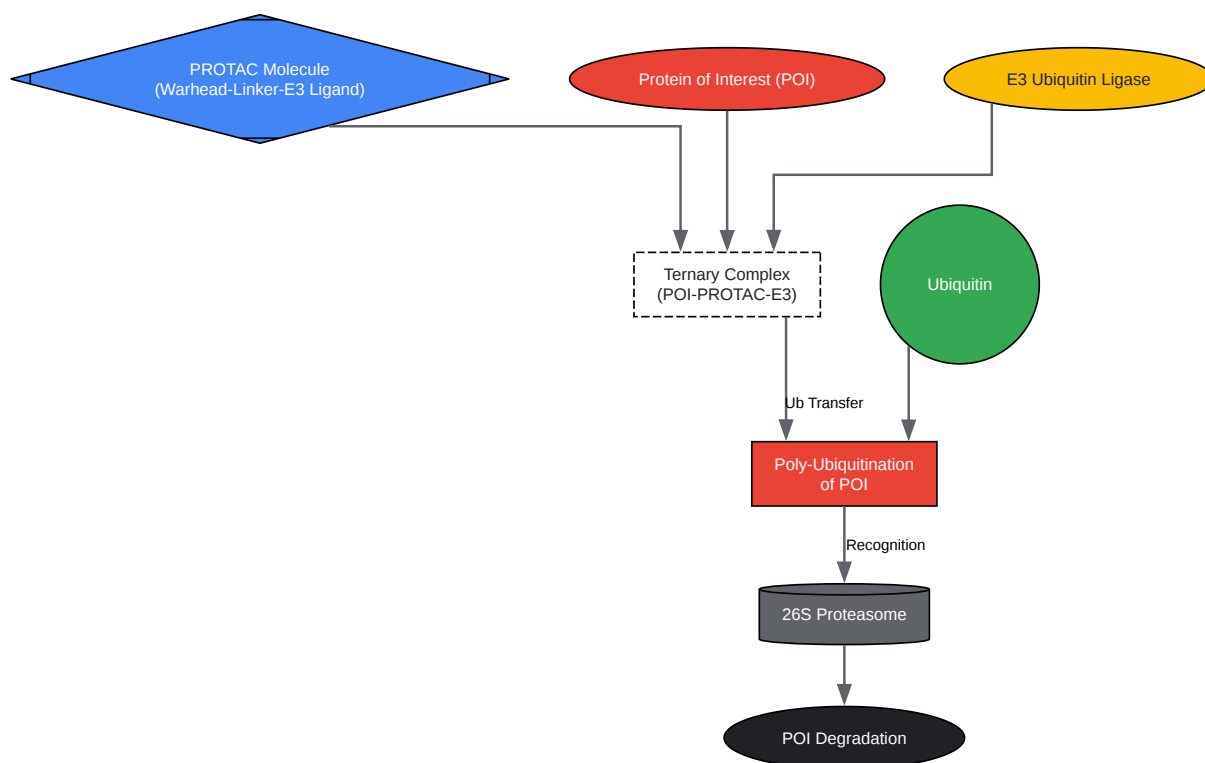 PROTAC Molecule
(Warhead-Linker-E3 Ligand)
Protein of Interest (POI)
E3 Ubiquitin Ligase
Ternary Complex
(POI-PROTAC-E3)
Ubiquitin
Ub Transfer
Poly-Ubiquitination
of POI
Recognition
26S Proteasome
POI Degradation